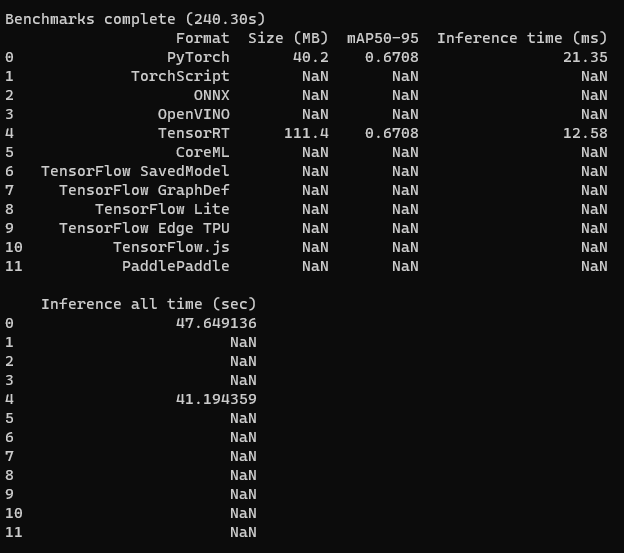 Benchmarks complete (240.30s)
                   Format  Size (MB)  mAP50-95  Inference time (ms)
0                 PyTorch       40.2    0.6708                21.35
1             TorchScript        NaN       NaN                  NaN
2                    ONNX        NaN       NaN                  NaN
3                OpenVINO        NaN       NaN                  NaN
4                TensorRT      111.4    0.6708                12.58
5                  CoreML        NaN       NaN                  NaN
6   TensorFlow SavedModel        NaN       NaN                  NaN
7     TensorFlow GraphDef        NaN       NaN                  NaN
8         TensorFlow Lite        NaN       NaN                  NaN
9     TensorFlow Edge TPU        NaN       NaN                  NaN
10          TensorFlow.js        NaN       NaN                  NaN
11           PaddlePaddle        NaN       NaN                  NaN

    Inference all time (sec)
0                  47.649136
1                        NaN
2                        NaN
3                        NaN
4                  41.194359
5                        NaN
6                        NaN
7                        NaN
8                        NaN
9                        NaN
10                       NaN
11                       NaN